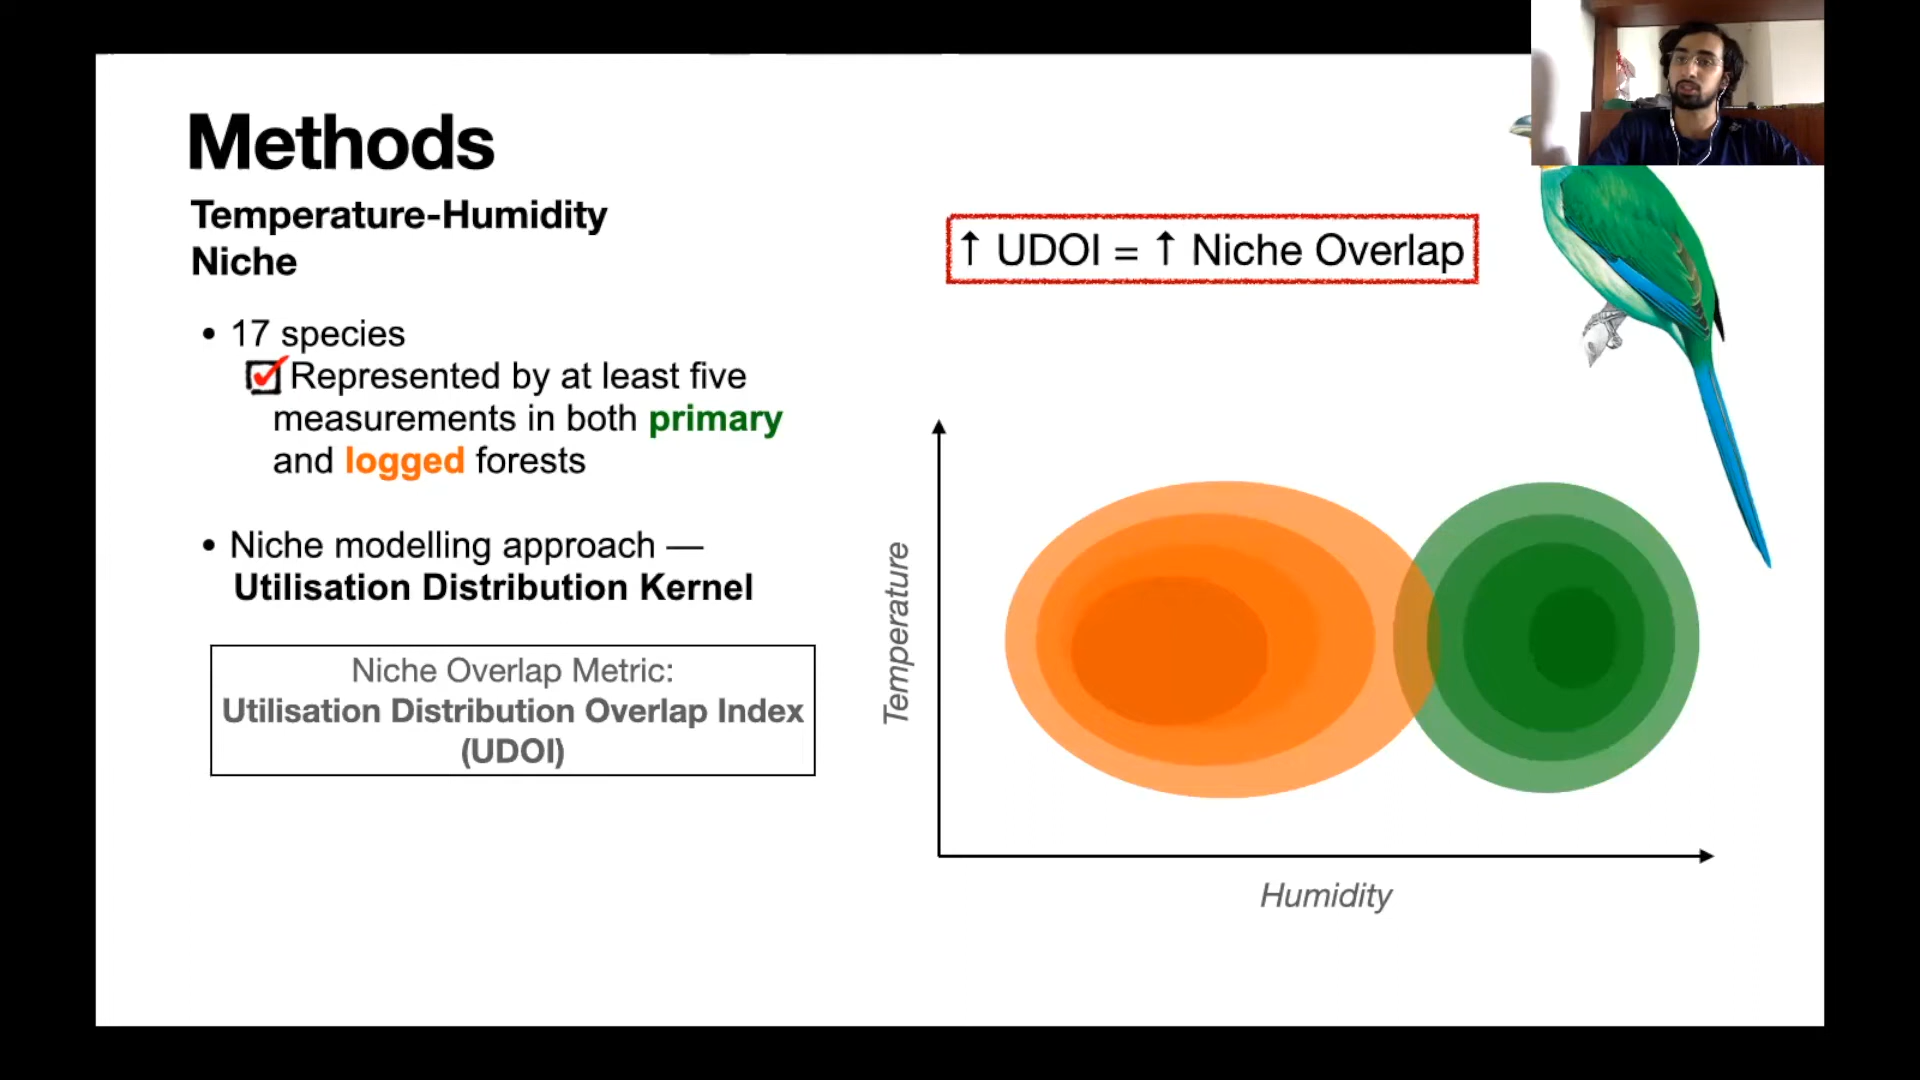 Methods
Temperature-Humidity
Niche
• 17 species
Represented by at least five
measurements in both primary
and logged forests
• Niche modelling approach —
Utilisation Distribution Kernel
Niche Overlap Metric:
Utilisation Distribution Overlap Index
(UDOI)
↑ UDOI = ↑ Niche Overlap
Temperature
Humidity